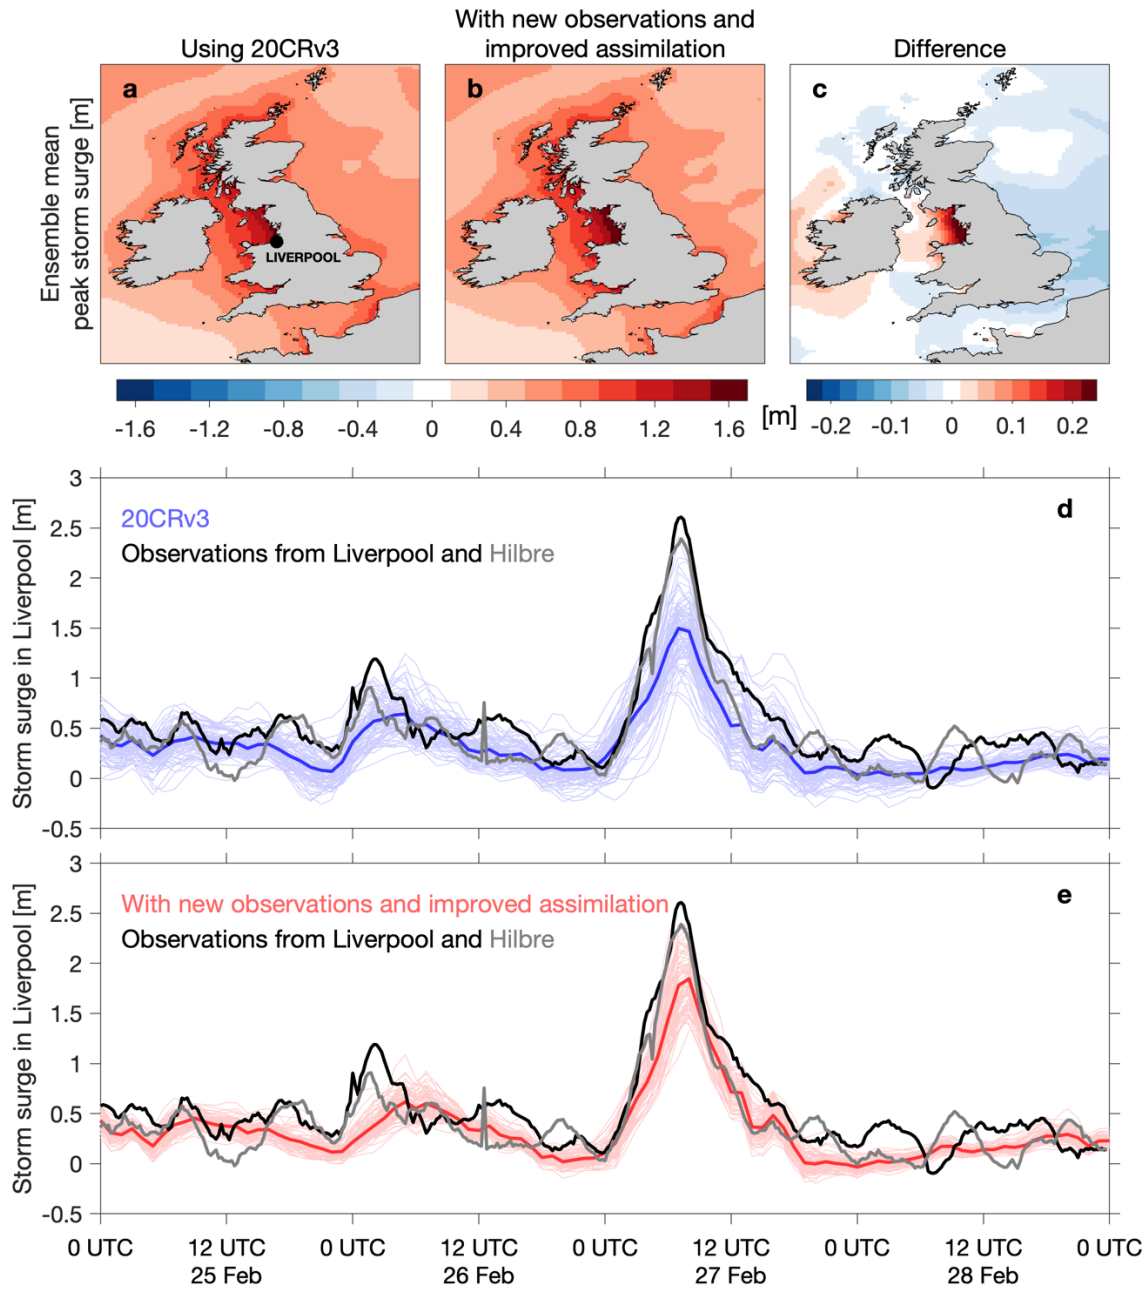 Using 20CRv3
With new observations and
improved assimilation
Difference
Ensemble mean
peak storm surge [m]
a
LIVERPOOL
b
c
-1.6 -1.2 -0.8 -0.4 0 0.4 0.8 1.2 1.6
[m]
-0.2 -0.1 0 0.1 0.2
Storm surge in Liverpool [m]
3
2.5
2
1.5
1
0.5
0
-0.5
20CRv3
Observations from Liverpool and Hilbre
d
Storm surge in Liverpool [m]
3
2.5
2
1.5
1
0.5
0
-0.5
With new observations and improved assimilation
Observations from Liverpool and Hilbre
e
0 UTC 12 UTC 0 UTC 12 UTC 0 UTC 12 UTC 0 UTC 12 UTC 0 UTC
25 Feb 26 Feb 27 Feb 28 Feb